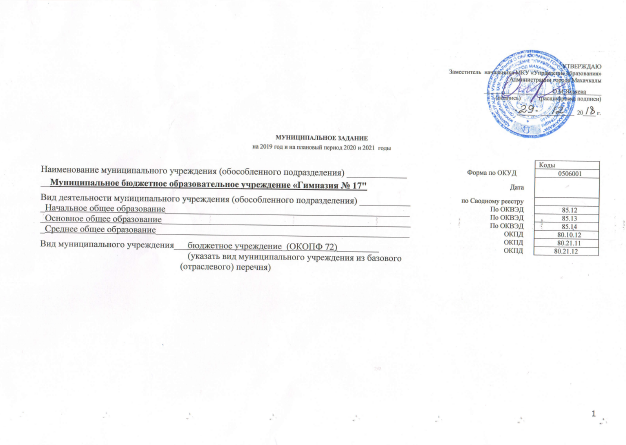 УТВЕРЖДАЮ
Заместитель начальника МКУ «Управление образования»
Администрации города Махачкалы
(подпись) (расшифровка подписи)
29. 12 2018 г.
МУНИЦИПАЛЬНОЕ ЗАДАНИЕ
на 2019 год и на плановый период 2020 и 2021 годы
Наименование муниципального учреждения (обособленного подразделения)
Муниципальное бюджетное образовательное учреждение «Гимназия № 17"
Вид деятельности муниципального учреждения (обособленного подразделения)
Начальное общее образование
Основное общее образование
Среднее общее образование
Вид муниципального учреждения бюджетное учреждение (ОКОПФ 72)
(указать вид муниципального учреждения из базового
(отраслевого) перечня)
Коды
Форма по ОКУД 0506001
Дата
по Сводному реестру
По ОКВЭД 85.12
По ОКВЭД 85.13
По ОКВЭД 85.14
ОКПД 80.10.12
ОКПД 80.21.11
ОКПД 80.21.12
1